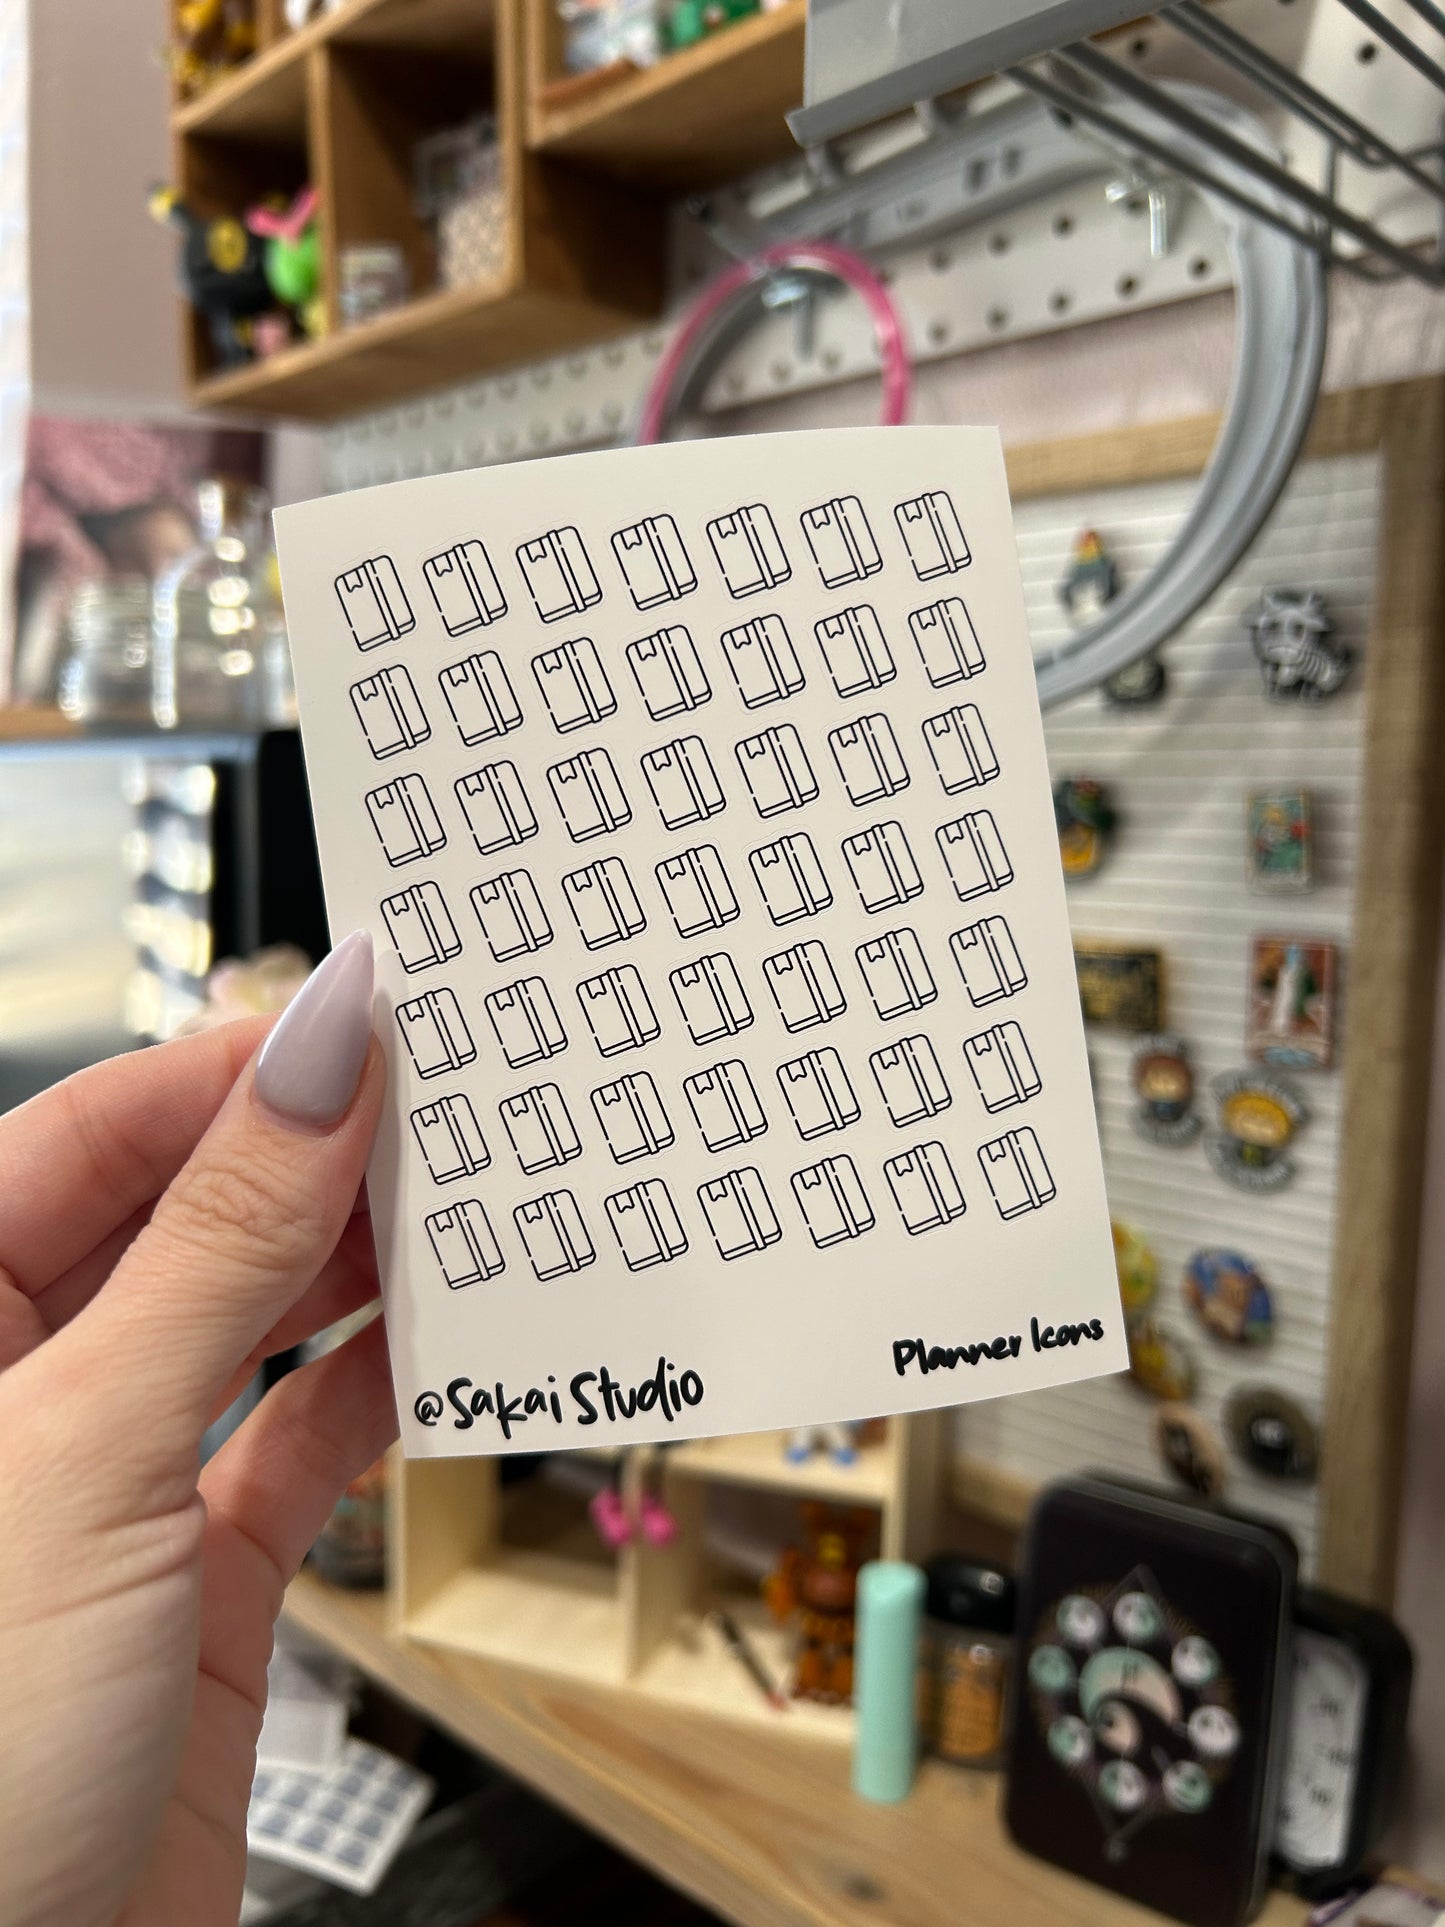 @Sakai Studio
Planner Icons